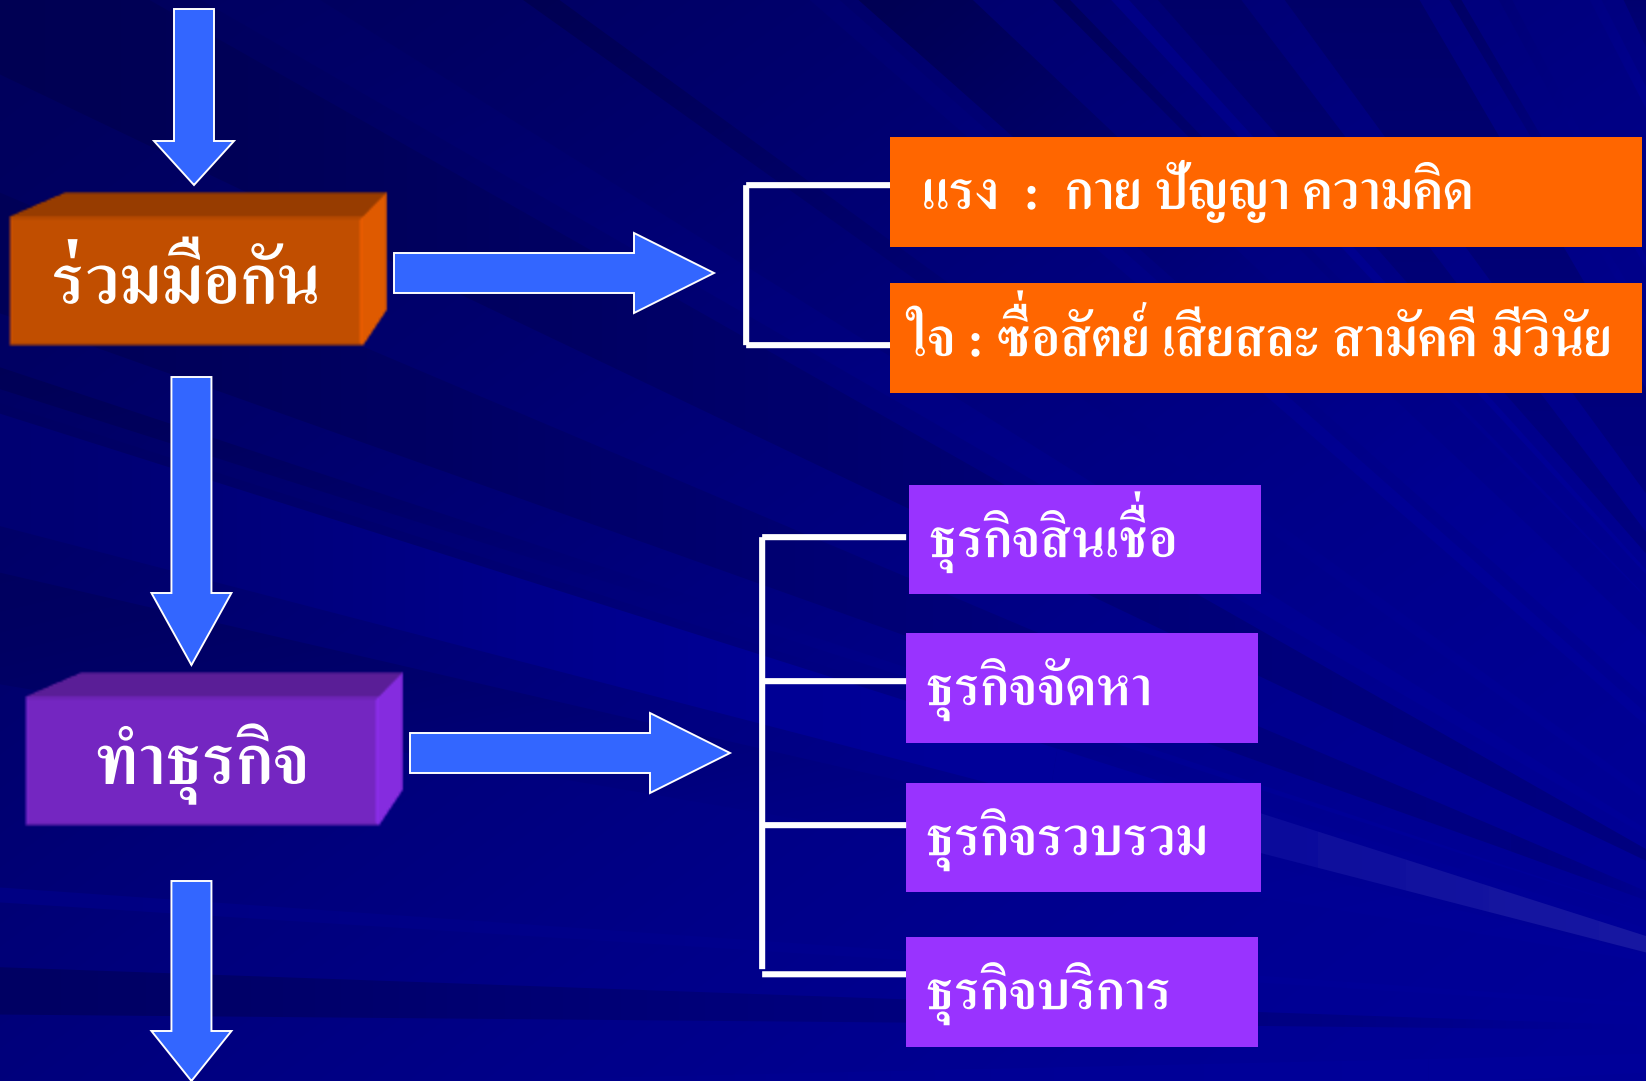 ร่วมมือกัน
แรง : กาย ปัญญา ความคิด
ใจ : ซื่อสัตย์ เสียสละ สามัคคี มีวินัย
ทำธุรกิจ
ธุรกิจสินเชื่อ
ธุรกิจจัดหา
ธุรกิจรวบรวม
ธุรกิจบริการ